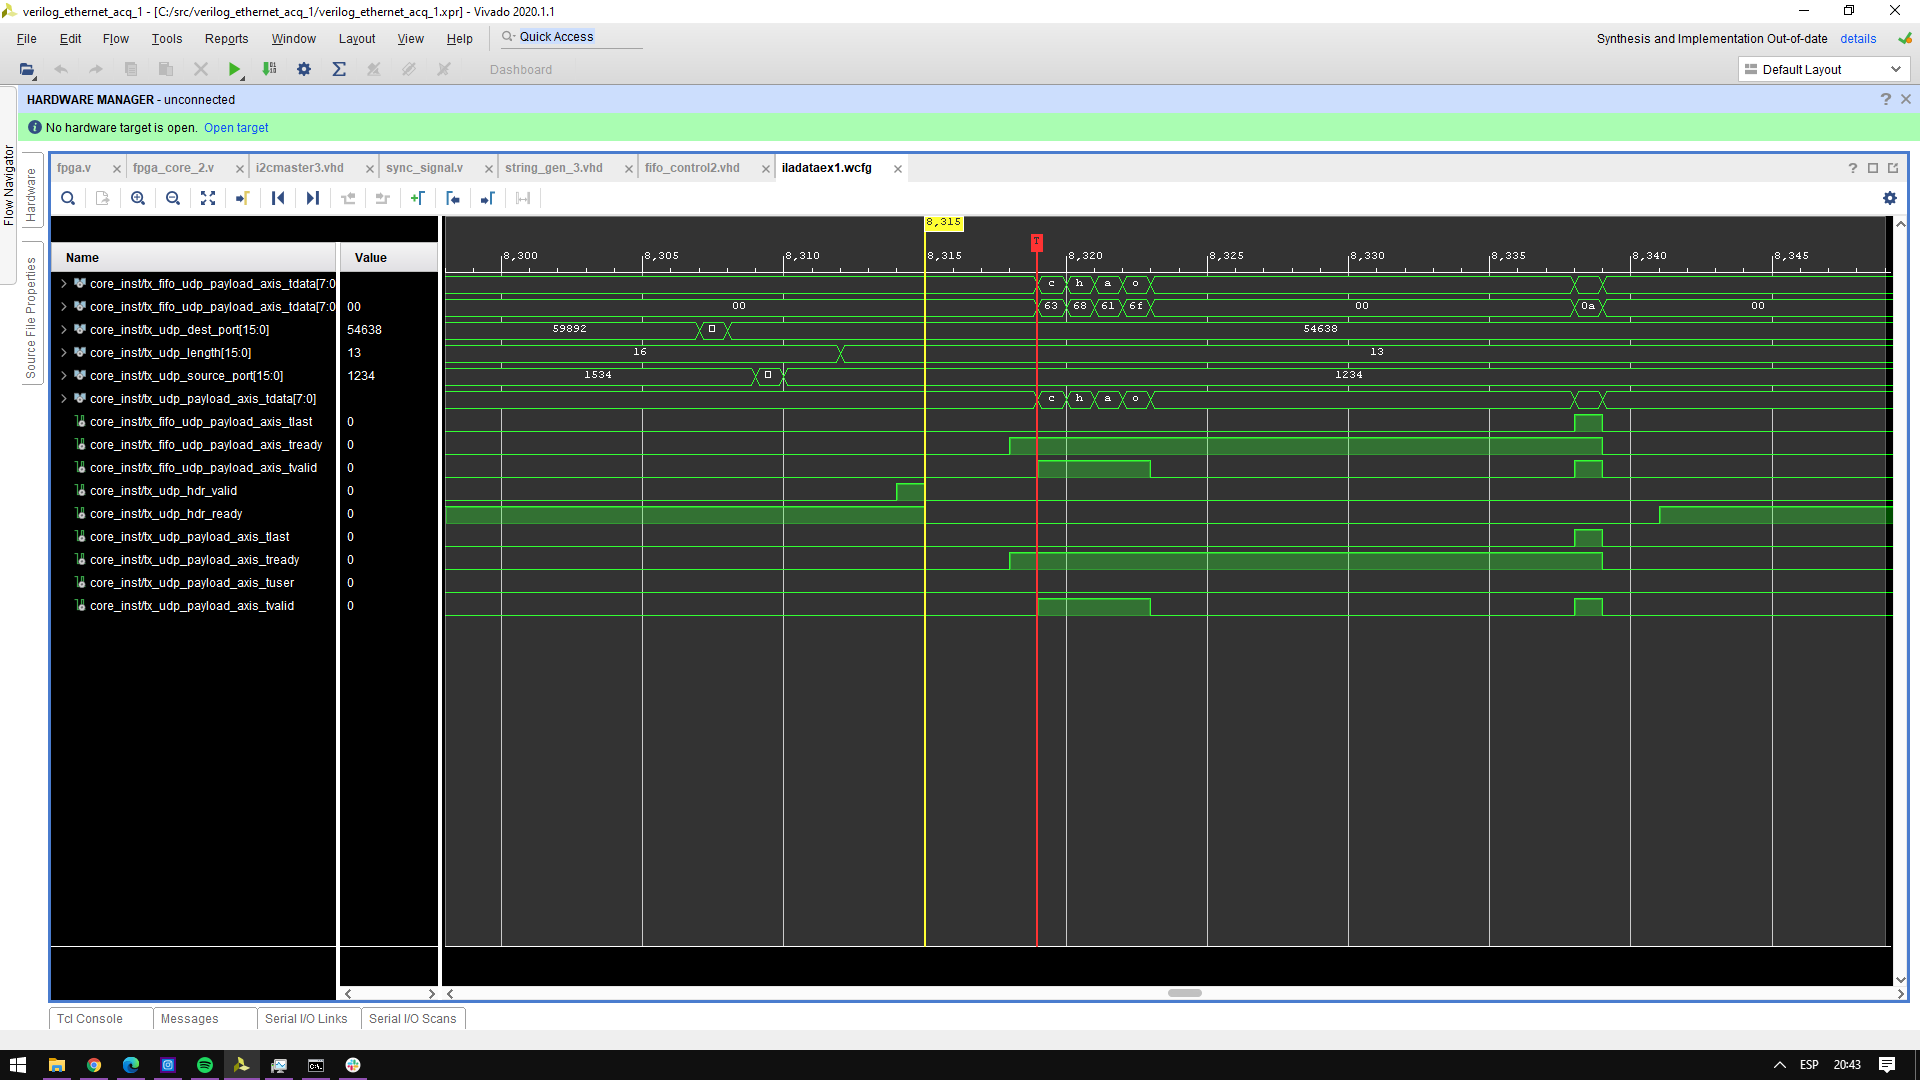 verilog_ethernet_acq_1 - [C:/src/verilog_ethernet_acq_1/verilog_ethernet_acq_1.xpr] - Vivado 2020.1.1
File Edit Flow Tools Reports Window Layout View Help Quick Access
Synthesis and Implementation Out-of-date details
Dashboard
Default Layout
HARDWARE MANAGER - unconnected
No hardware target is open. Open target
Flow Navigator
Hardware
Source File Properties
fpga.v fpga_core_2.v i2cmaster3.vhd sync_signal.v string_gen_3.vhd fifo_control2.vhd iladataex1.wcfg
8,315
T
8,300 8,305 8,310 8,315 8,320 8,325 8,330 8,335 8,340 8,345
Name Value
core_inst/tx_fifo_udp_payload_axis_tdata[7:0 c h a o
core_inst/tx_fifo_udp_payload_axis_tdata[7:0 00 00 63 68 61 6f 00 0a 00
core_inst/tx_udp_dest_port[15:0] 54638 59892 54638
core_inst/tx_udp_length[15:0] 13 16 13
core_inst/tx_udp_source_port[15:0] 1234 1534 1234
core_inst/tx_udp_payload_axis_tdata[7:0] c h a o
core_inst/tx_fifo_udp_payload_axis_tlast 0
core_inst/tx_fifo_udp_payload_axis_tready 0
core_inst/tx_fifo_udp_payload_axis_tvalid 0
core_inst/tx_udp_hdr_valid 0
core_inst/tx_udp_hdr_ready 0
core_inst/tx_udp_payload_axis_tlast 0
core_inst/tx_udp_payload_axis_tready 0
core_inst/tx_udp_payload_axis_tuser 0
core_inst/tx_udp_payload_axis_tvalid 0
Tcl Console Messages Serial I/O Links Serial I/O Scans
ESP 20:43